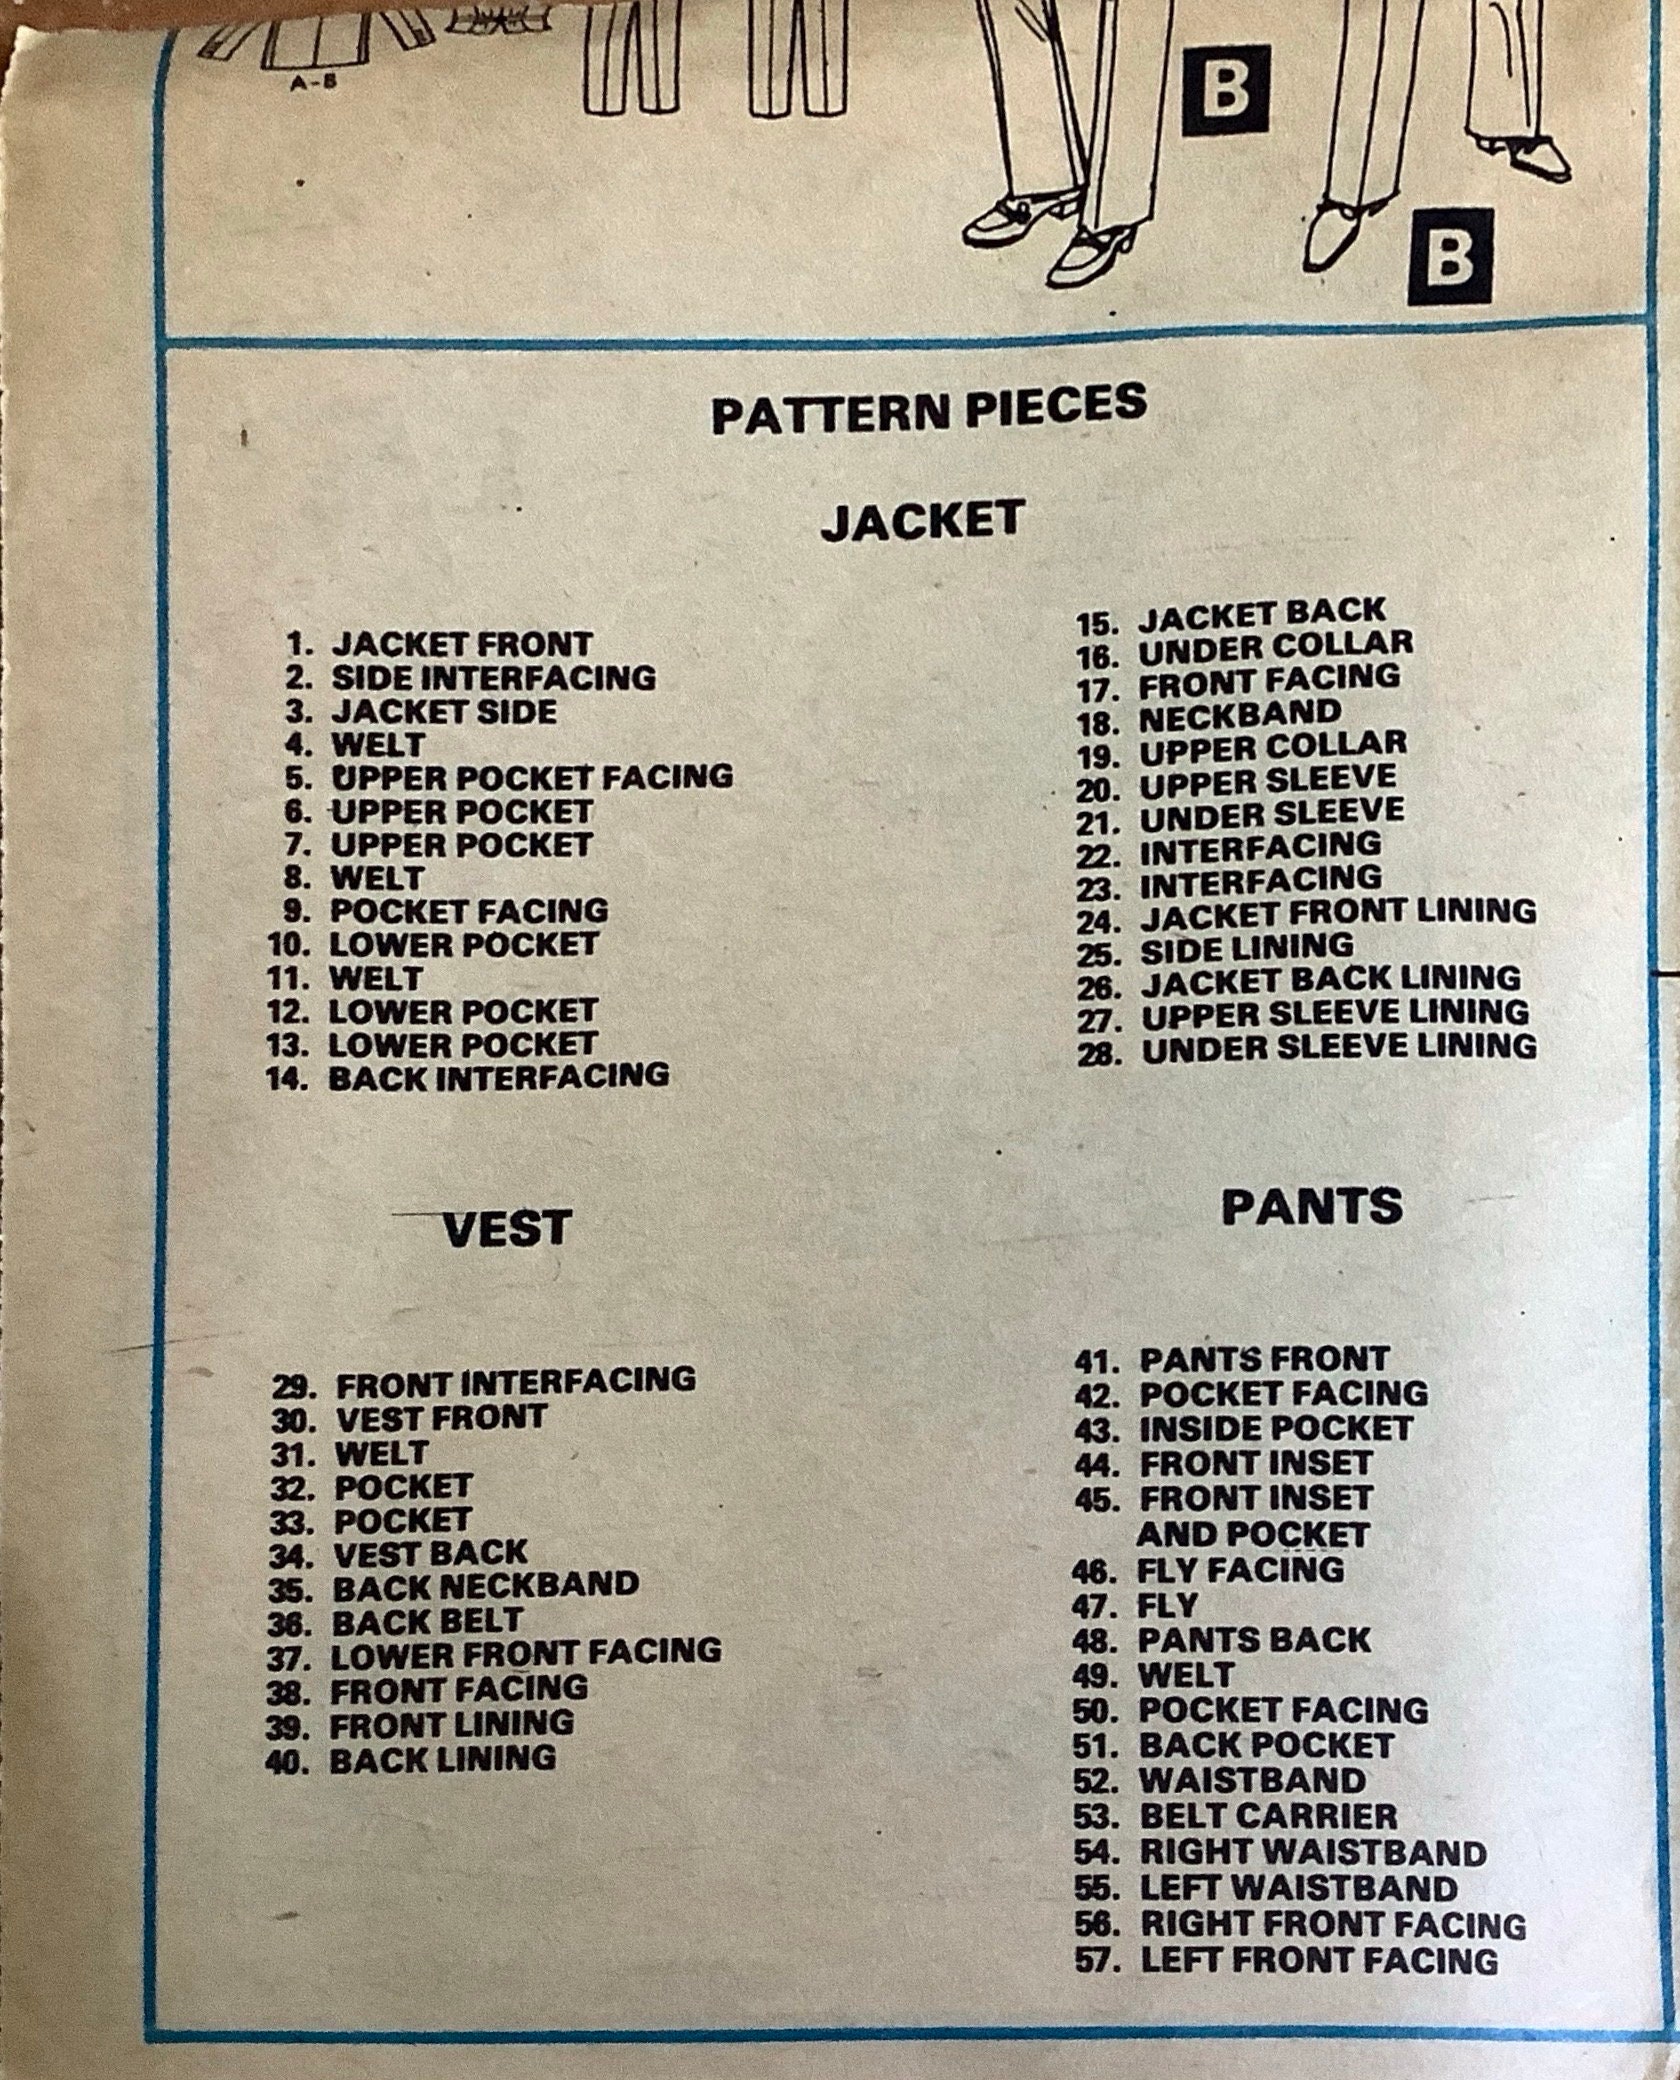 A-B
B
B
PATTERN PIECES
JACKET
1. JACKET FRONT
2. SIDE INTERFACING
3. JACKET SIDE
4. WELT
5. UPPER POCKET FACING
6. UPPER POCKET
7. UPPER POCKET
8. WELT
9. POCKET FACING
10. LOWER POCKET
11. WELT
12. LOWER POCKET
13. LOWER POCKET
14. BACK INTERFACING
15. JACKET BACK
16. UNDER COLLAR
17. FRONT FACING
18. NECKBAND
19. UPPER COLLAR
20. UPPER SLEEVE
21. UNDER SLEEVE
22. INTERFACING
23. INTERFACING
24. JACKET FRONT LINING
25. SIDE LINING
26. JACKET BACK LINING
27. UPPER SLEEVE LINING
28. UNDER SLEEVE LINING
VEST
29. FRONT INTERFACING
30. VEST FRONT
31. WELT
32. POCKET
33. POCKET
34. VEST BACK
35. BACK NECKBAND
36. BACK BELT
37. LOWER FRONT FACING
38. FRONT FACING
39. FRONT LINING
40. BACK LINING
PANTS
41. PANTS FRONT
42. POCKET FACING
43. INSIDE POCKET
44. FRONT INSET
45. FRONT INSET
AND POCKET
46. FLY FACING
47. FLY
48. PANTS BACK
49. WELT
50. POCKET FACING
51. BACK POCKET
52. WAISTBAND
53. BELT CARRIER
54. RIGHT WAISTBAND
55. LEFT WAISTBAND
56. RIGHT FRONT FACING
57. LEFT FRONT FACING